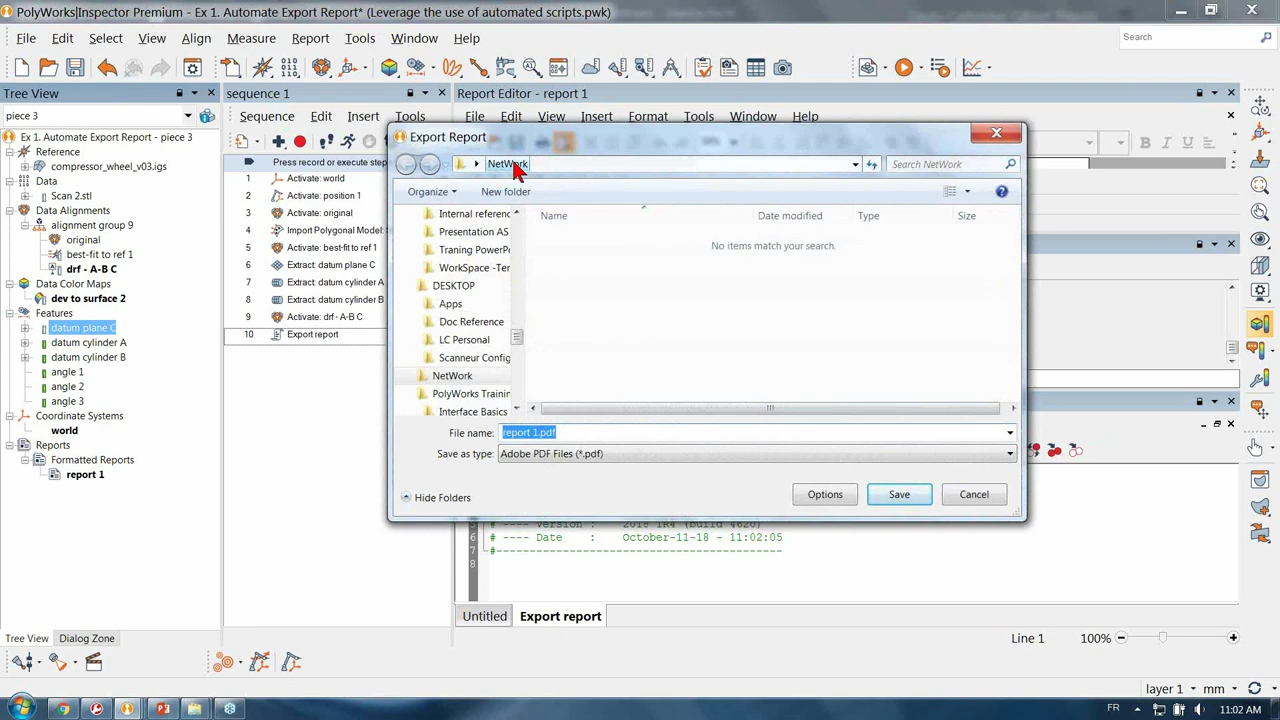 PolyWorks|Inspector Premium - Ex 1. Automate Export Report* (Leverage the use of automated scripts.pwk)
File Edit Select View Align Measure Report Tools Window Help
Search
Tree View
sequence 1
Report Editor - report 1
piece 3
Sequence Edit Insert Tools
File Edit View Insert Format Tools Window Help
Ex 1. Automate Export Report - piece 3
Reference
compressor_wheel_v03.igs
Data
Scan 2.stl
Data Alignments
alignment group 9
original
best-fit to ref 1
drf - A-B C
Data Color Maps
dev to surface 2
Features
datum plane C
datum cylinder A
datum cylinder B
angle 1
angle 2
angle 3
Coordinate Systems
world
Reports
Formatted Reports
report 1
Press record or execute step
1 Activate: world
2 Activate: position 1
3 Activate: original
4 Import Polygonal Model:
5 Activate: best-fit to ref 1
6 Extract: datum plane C
7 Extract: datum cylinder A
8 Extract: datum cylinder B
9 Activate: drf - A-B C
10 Export report
Export Report
NetWork
Search NetWork
Organize
New folder
Internal referenc
Presentation AS
Traning PowerPo
WorkSpace -Ter
DESKTOP
Apps
Doc Reference
LC Personal
Scanneur Config
NetWork
PolyWorks Trainin
Interface Basics
Name Date modified Type Size
No items match your search.
File name: report 1.pdf
Save as type: Adobe PDF Files (*.pdf)
Hide Folders
Options Save Cancel
5 # ---- Version : 2018 IR4 (build 4620)
6 # ---- Date : October-11-18 - 11:02:05
7 #----------------------------------------
8
Untitled Export report
Line 1 100%
Tree View Dialog Zone
layer 1 mm
FR 11:02 AM